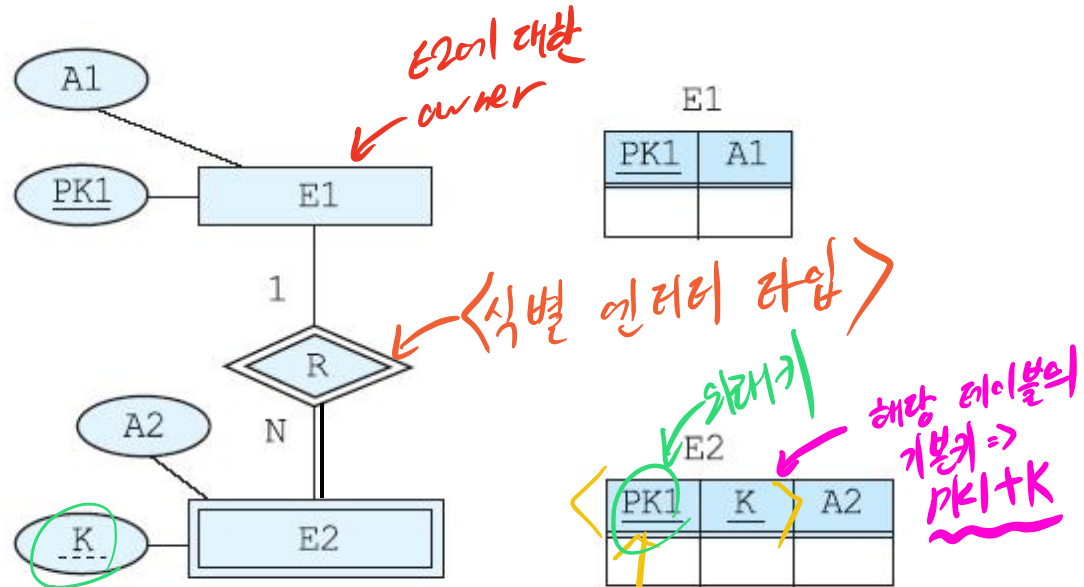 E2에 대한
owner
A1
E1
PK1
A1
PK1
E1
1
<식별 엔터티 타입>
R
외래키
해당 테이블의
기본키 =>
PK1+K
A2
N
E2
<PK1
K>
A2
K
E2